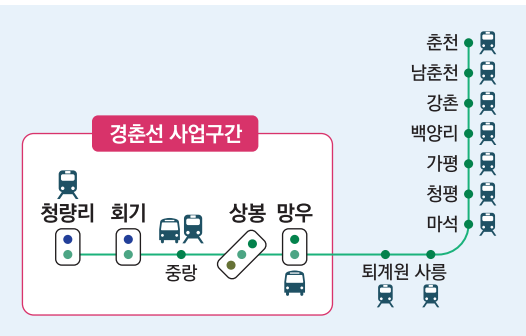 춘천
남춘천
강촌
백양리
가평
청평
마석
경춘선 사업구간
청량리 회기 상봉 망우
중랑
퇴계원 사릉